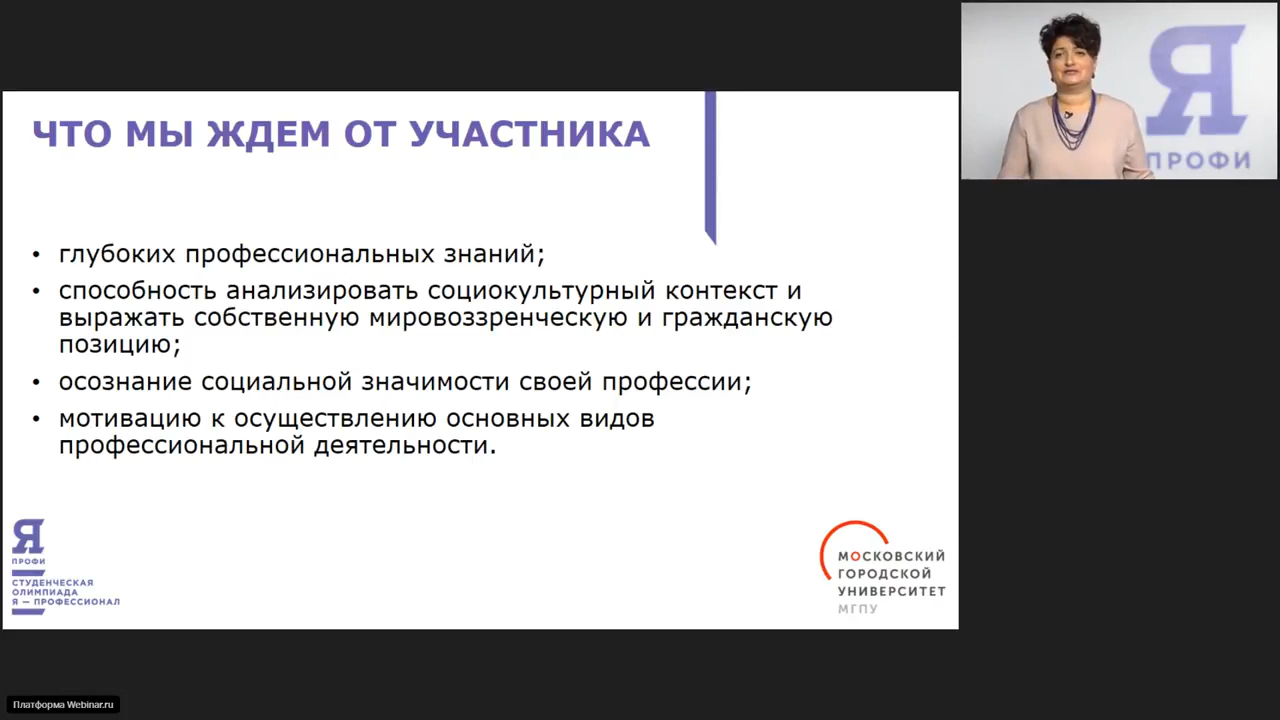 ЧТО МЫ ЖДЕМ ОТ УЧАСТНИКА
• глубоких профессиональных знаний;
• способность анализировать социокультурный контекст и
выражать собственную мировоззренческую и гражданскую
позицию;
• осознание социальной значимости своей профессии;
• мотивацию к осуществлению основных видов
профессиональной деятельности.
Я
ПРОФИ
СТУДЕНЧЕСКАЯ
ОЛИМПИАДА
Я — ПРОФЕССИОНАЛ
МОСКОВСКИЙ
ГОРОДСКОЙ
УНИВЕРСИТЕТ
МГПУ
Я
ПРОФИ
Платформа Webinar.ru